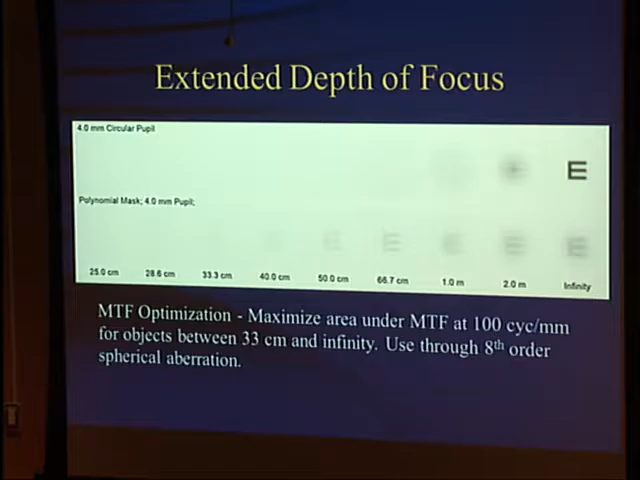 Extended Depth of Focus
4.0 mm Circular Pupil
E
Polynomial Mask; 4.0 mm Pupil;
E E E E E
25.0 cm 28.6 cm 33.3 cm 40.0 cm 50.0 cm 66.7 cm 1.0 m 2.0 m Infinity
MTF Optimization - Maximize area under MTF at 100 cyc/mm
for objects between 33 cm and infinity. Use through 8th order
spherical aberration.